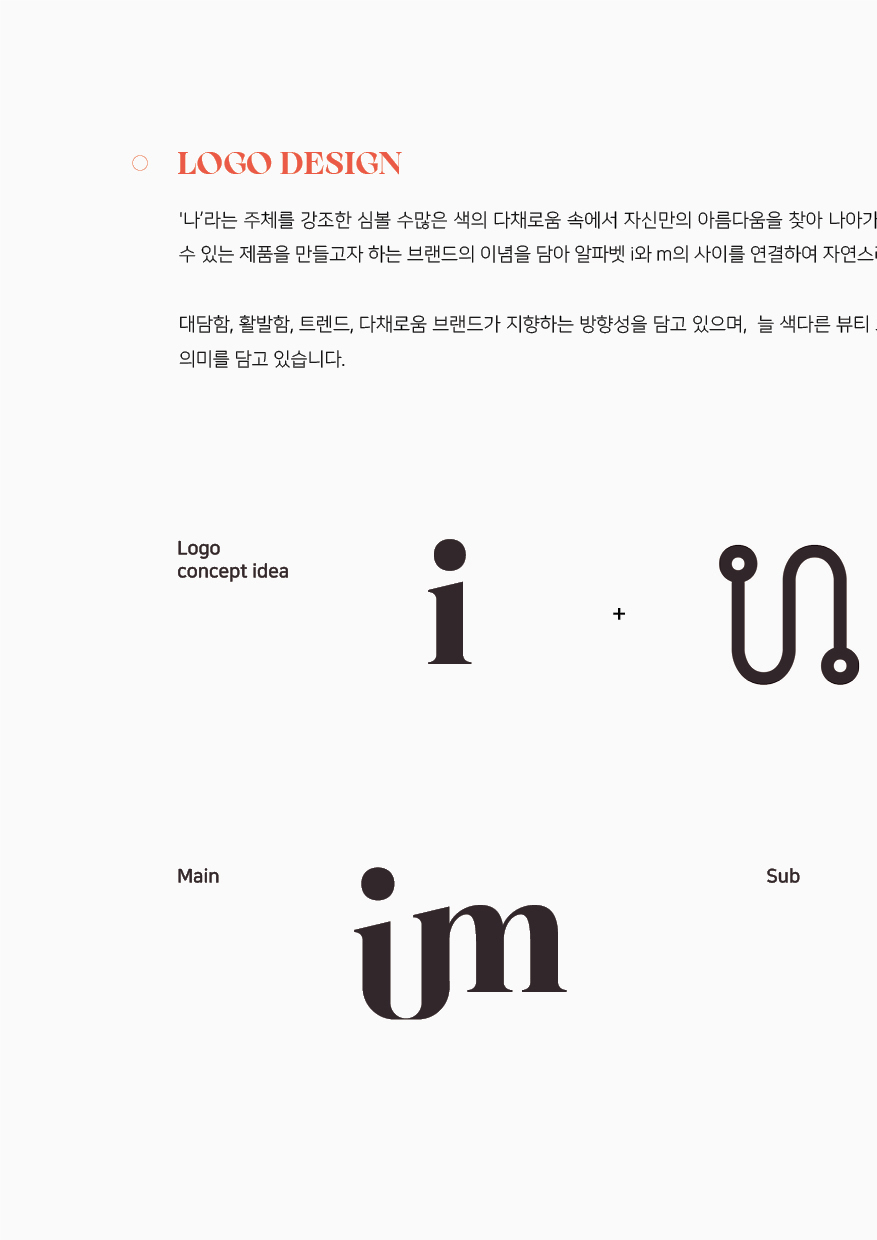 LOGO DESIGN
'나'라는 주체를 강조한 심볼 수많은 색의 다채로움 속에서 자신만의 아름다움을 찾아 나아가
수 있는 제품을 만들고자 하는 브랜드의 이념을 담아 알파벳 i와 m의 사이를 연결하여
대담함, 활발함, 트렌드, 다채로움 브랜드가 지향하는 방향성을 담고 있으며, 늘 색다른 뷰티
의미를 담고 있습니다.
Logo
concept idea
i
+
Main
im
Sub